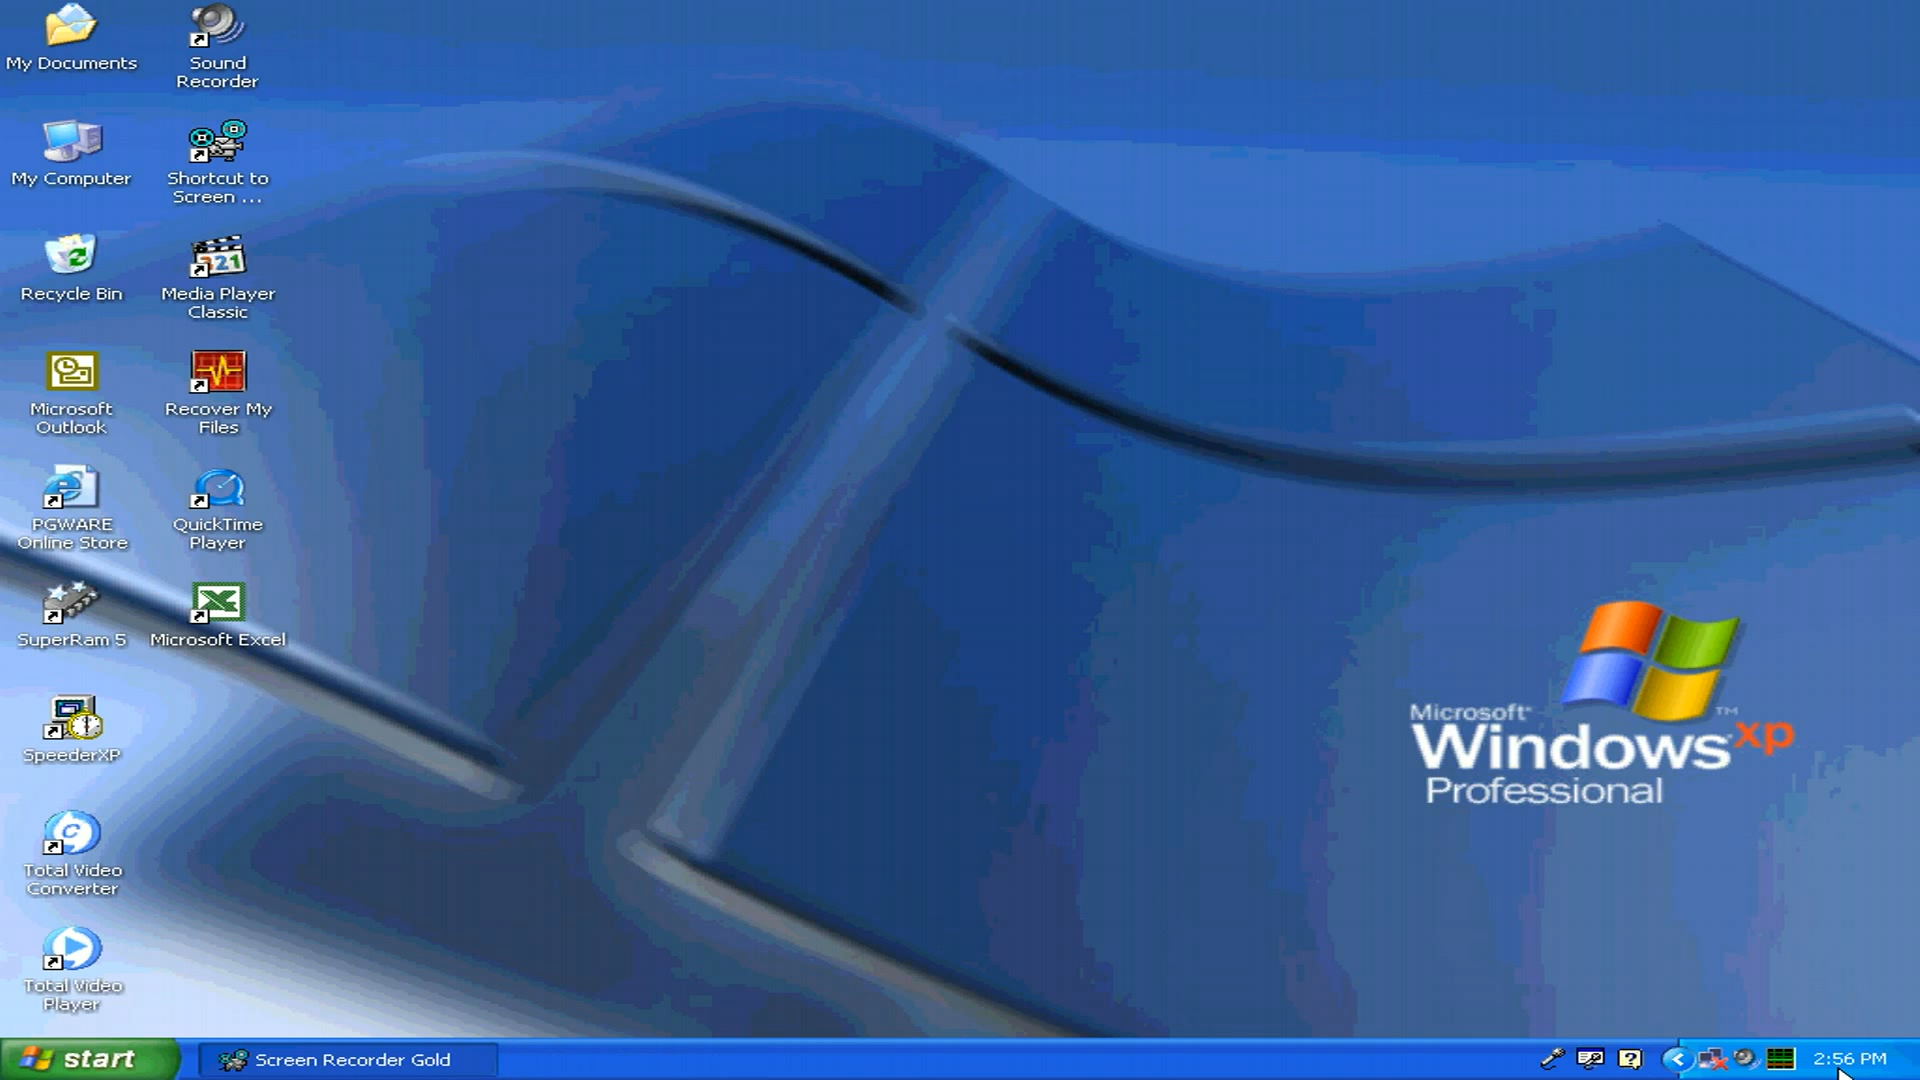 My Documents
Sound
Recorder
My Computer
Shortcut to
Screen ...
Recycle Bin
Media Player
Classic
321
Microsoft
Outlook
Recover My
Files
PGWARE
Online Store
QuickTime
Player
SuperRam 5
Microsoft Excel
SpeederXP
Total Video
Converter
Total Video
Player
Microsoft®
Windows xp
TM
Professional
start
Screen Recorder Gold
2:56 PM